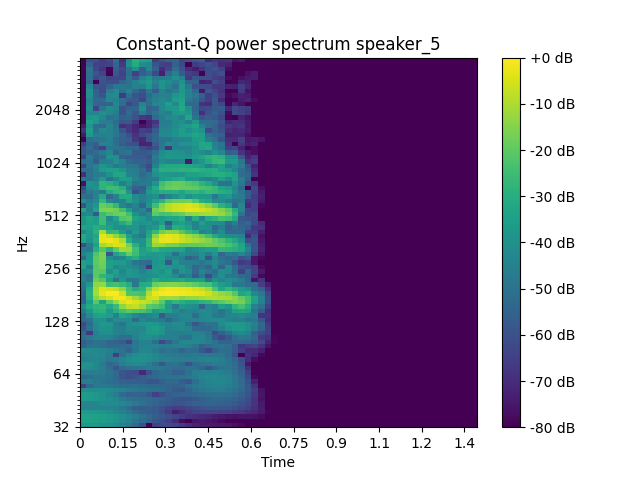 Constant-Q power spectrum speaker_5
Hz
2048
1024
512
256
128
64
32
0 0.15 0.3 0.45 0.6 0.75 0.9 1.1 1.2 1.4
Time
+0 dB
-10 dB
-20 dB
-30 dB
-40 dB
-50 dB
-60 dB
-70 dB
-80 dB